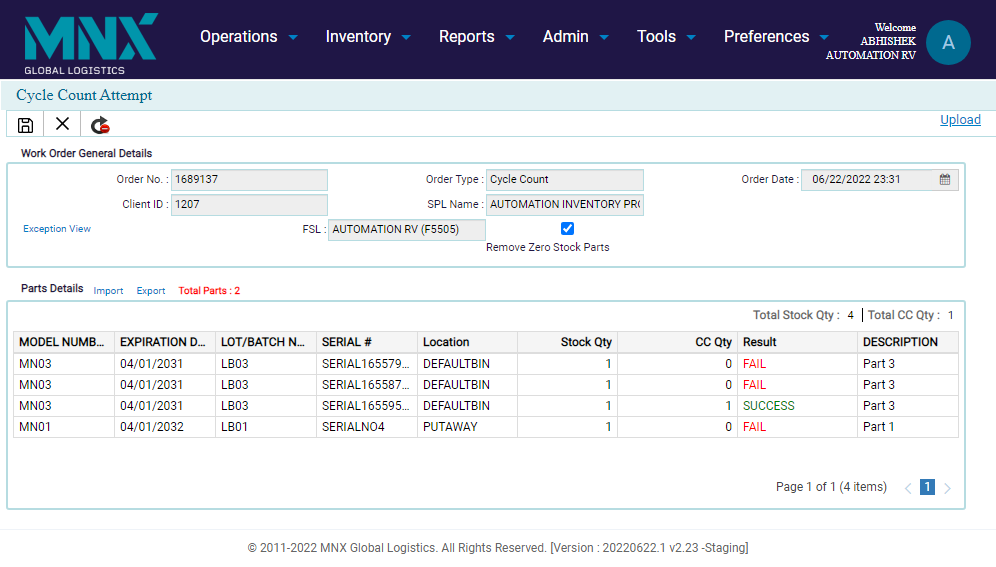 MNX
GLOBAL LOGISTICS
Operations Inventory Reports Admin Tools Preferences
Welcome
ABHISHEK
AUTOMATION RV
A
Cycle Count Attempt
Upload
Work Order General Details
Order No. : 1689137 Order Type : Cycle Count Order Date : 06/22/2022 23:31
Client ID : 1207 SPL Name : AUTOMATION INVENTORY PR
Exception View FSL : AUTOMATION RV (F5505)
Remove Zero Stock Parts
Parts Details Import Export Total Parts : 2
Total Stock Qty : 4 Total CC Qty : 1
MODEL NUMB... EXPIRATION D... LOT/BATCH N... SERIAL # Location Stock Qty CC Qty Result DESCRIPTION
MN03 04/01/2031 LB03 SERIAL165579... DEFAULTBIN 1 0 FAIL Part 3
MN03 04/01/2031 LB03 SERIAL165587... DEFAULTBIN 1 0 FAIL Part 3
MN03 04/01/2031 LB03 SERIAL165595... DEFAULTBIN 1 1 SUCCESS Part 3
MN01 04/01/2032 LB01 SERIALNO4 PUTAWAY 1 0 FAIL Part 1
Page 1 of 1 (4 items) 1
© 2011-2022 MNX Global Logistics. All Rights Reserved. [Version : 20220622.1 v2.23 -Staging]